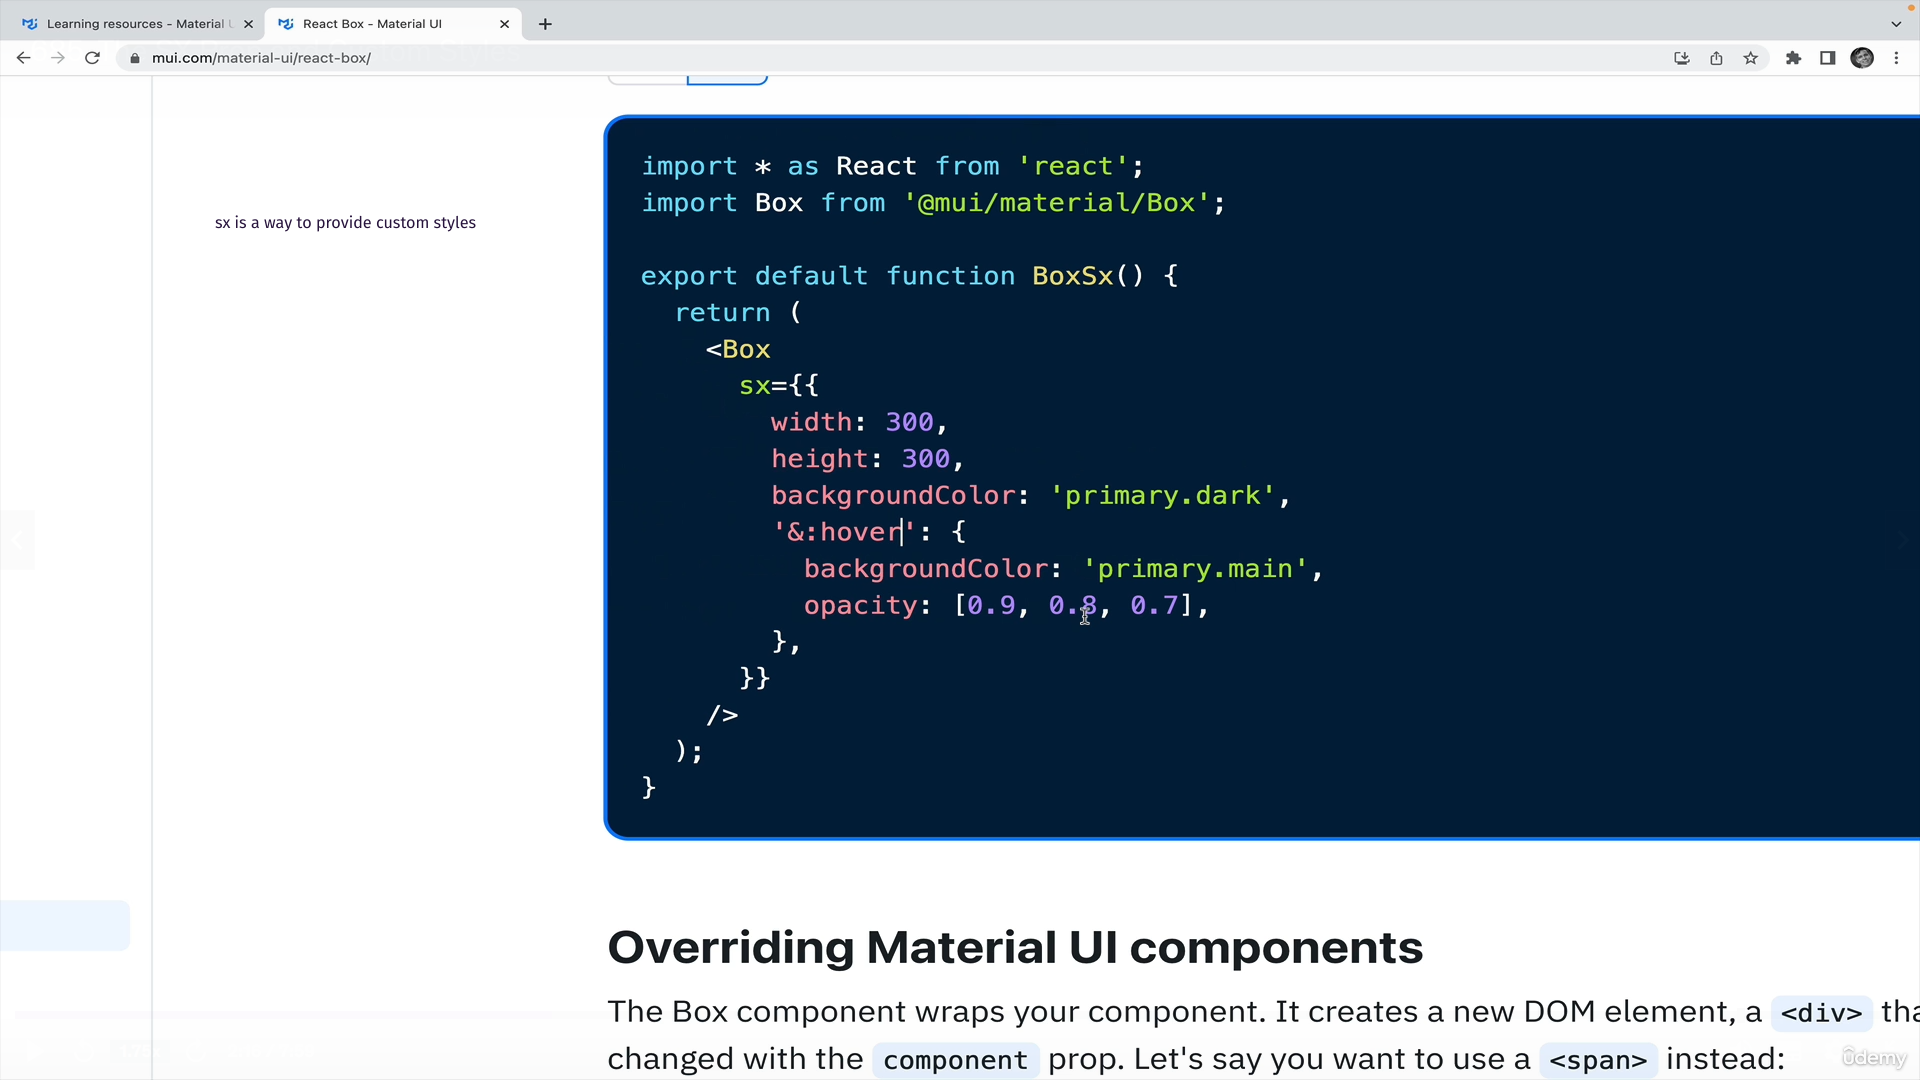 Learning resources - Material U
React Box - Material UI
mui.com/material-ui/react-box/
sx is a way to provide custom styles
import * as React from 'react';
import Box from '@mui/material/Box';
export default function BoxSx() {
return (
<Box
sx={{
width: 300,
height: 300,
backgroundColor: 'primary.dark',
'&:hover': {
backgroundColor: 'primary.main',
opacity: [0.9, 0.8, 0.7],
},
}}
/>
);
}
Overriding Material UI components
The Box component wraps your component. It creates a new DOM element, a <div> tha
changed with the component prop. Let's say you want to use a <span> instead:
ûdemy